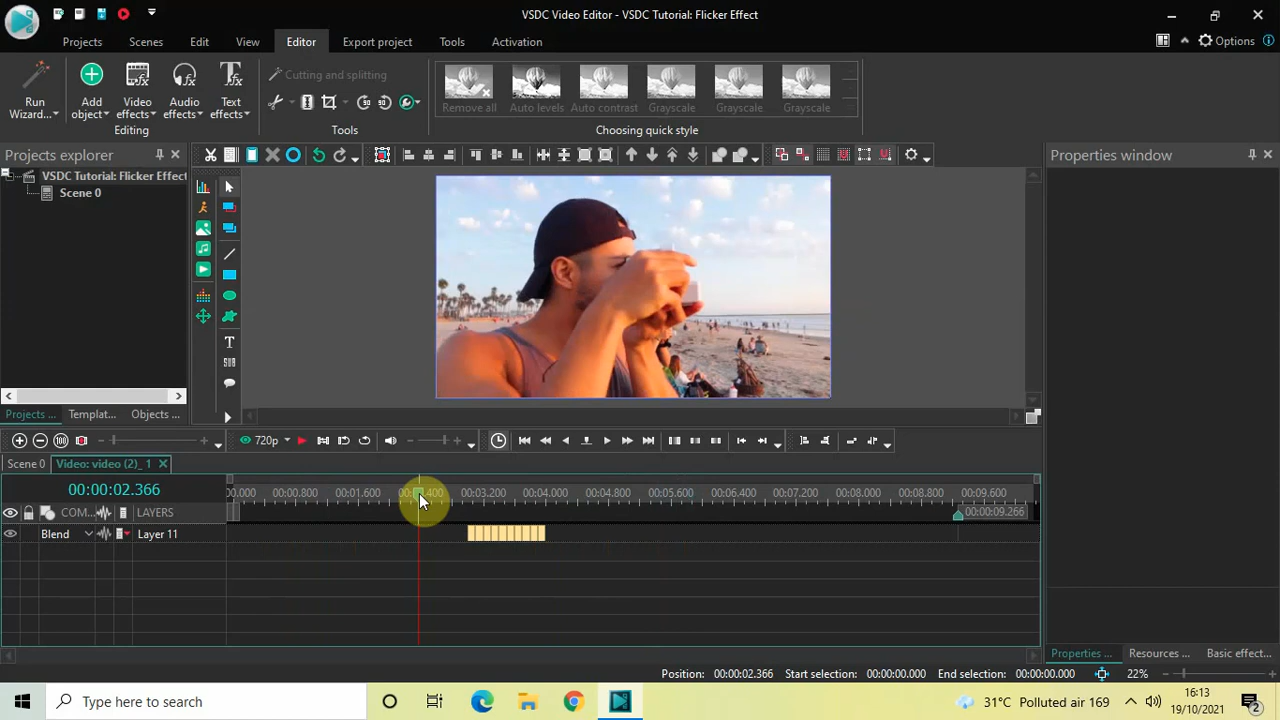 VSDC Video Editor - VSDC Tutorial: Flicker Effect
Projects
Scenes
Edit
View
Editor
Export project
Tools
Activation
Options
Run Wizard...
Add object
Video effects
Audio effects
Text effects
Editing
Cutting and splitting
Tools
Remove all
Auto levels
Auto contrast
Grayscale
Grayscale
Grayscale
Choosing quick style
Projects explorer
VSDC Tutorial: Flicker Effect
Scene 0
Projects ...
Templat...
Objects ...
Properties window
720p
Scene 0
Video: video (2)_ 1
00:00:02.366
0.000 00:00.800 00:01.600 00:02.400 00:03.200 00:04.000 00:04.800 00:05.600 00:06.400 00:07.200 00:08.000 00:08.800 00:09.600
COM...
LAYERS
00:00:09.266
Blend
Layer 11
Properties ...
Resources ...
Basic effect...
Position: 00:00:02.366 Start selection: 00:00:00.000 End selection: 00:00:00.000 22%
Type here to search
31°C Polluted air 169
16:13
19/10/2021
2